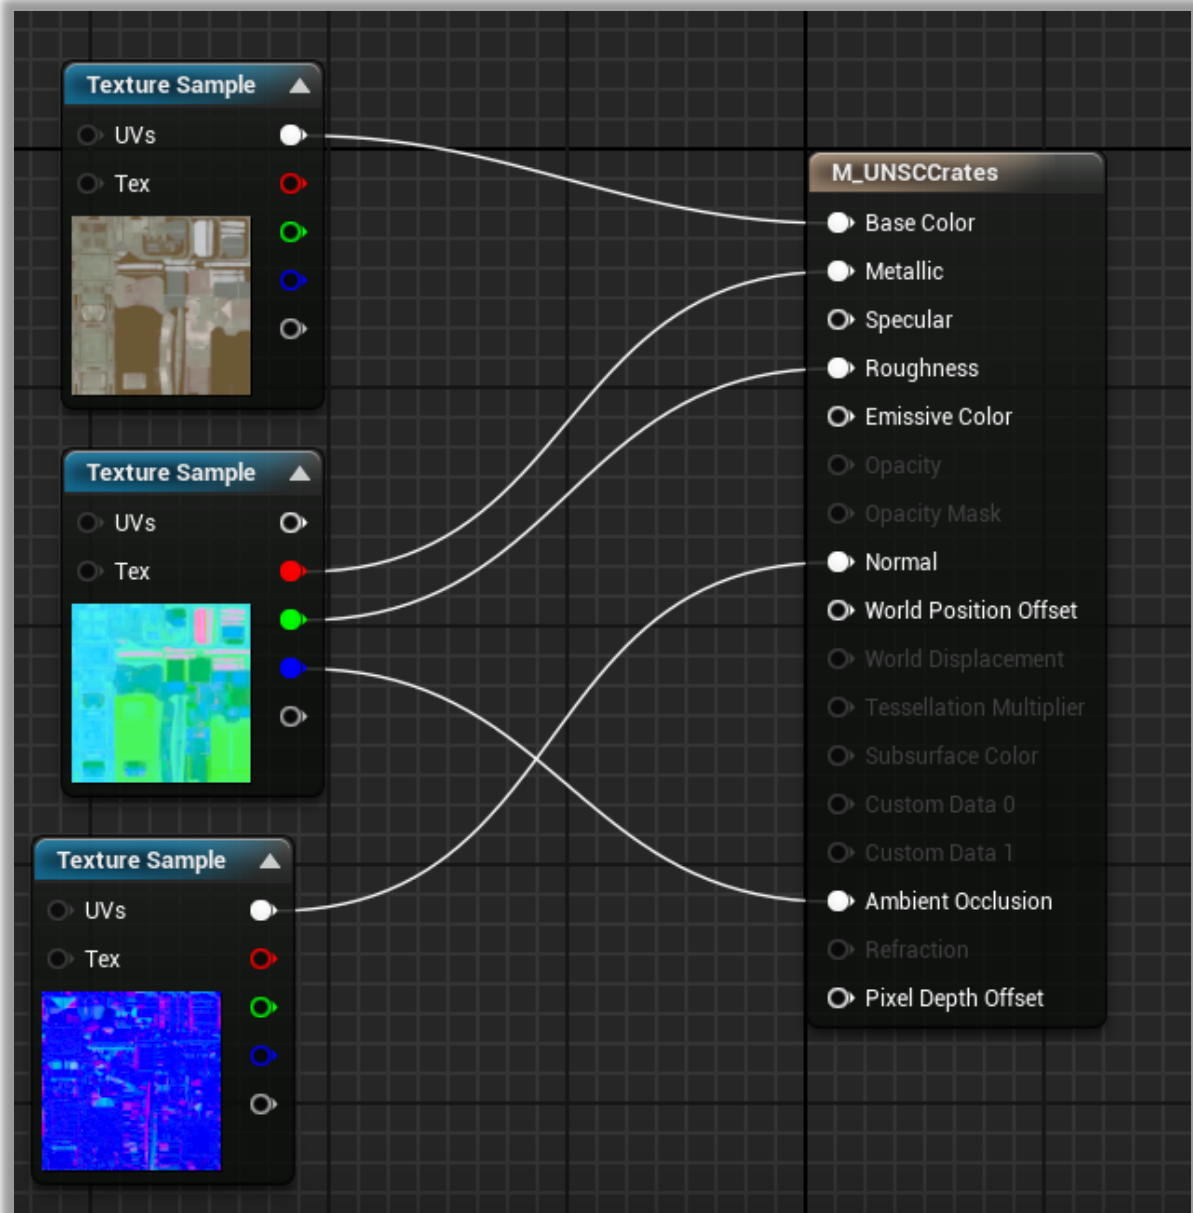 Texture Sample
UVs
Tex
Texture Sample
UVs
Tex
Texture Sample
UVs
Tex
M_UNSCCrates
Base Color
Metallic
Specular
Roughness
Emissive Color
Opacity
Opacity Mask
Normal
World Position Offset
World Displacement
Tessellation Multiplier
Subsurface Color
Custom Data 0
Custom Data 1
Ambient Occlusion
Refraction
Pixel Depth Offset